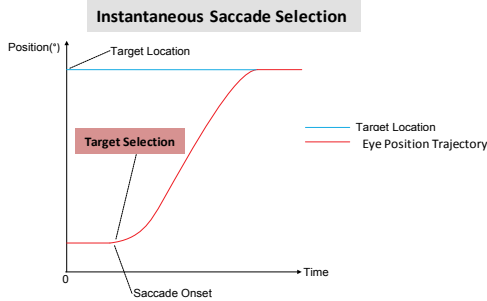 Instantaneous Saccade Selection
Position(°)
Target Location
Target Selection
Target Location
Eye Position Trajectory
Time
0
Saccade Onset